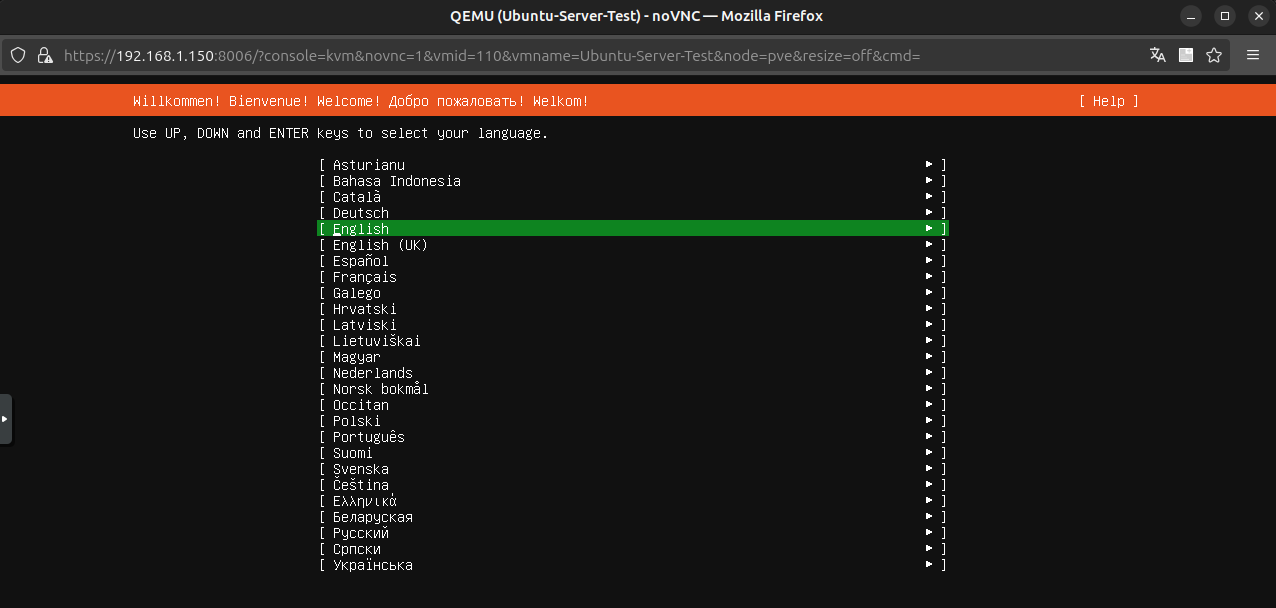 QEMU (Ubuntu-Server-Test) - noVNC — Mozilla Firefox
https://192.168.1.150:8006/?console=kvm&novnc=1&vmid=110&vmname=Ubuntu-Server-Test&node=pve&resize=off&cmd=
Willkommen! Bienvenue! Welcome! Добро пожаловать! Welkom! [ Help ]
Use UP, DOWN and ENTER keys to select your language.
[ Asturianu ▸ ]
[ Bahasa Indonesia ▸ ]
[ Català ▸ ]
[ Deutsch ▸ ]
[ English ▸ ]
[ English (UK) ▸ ]
[ Español ▸ ]
[ Français ▸ ]
[ Galego ▸ ]
[ Hrvatski ▸ ]
[ Latviski ▸ ]
[ Lietuviškai ▸ ]
[ Magyar ▸ ]
[ Nederlands ▸ ]
[ Norsk bokmål ▸ ]
[ Occitan ▸ ]
[ Polski ▸ ]
[ Português ▸ ]
[ Suomi ▸ ]
[ Svenska ▸ ]
[ Čeština ▸ ]
[ Ελληνικά ▸ ]
[ Беларуская ▸ ]
[ Русский ▸ ]
[ Српски ▸ ]
[ Українська ▸ ]